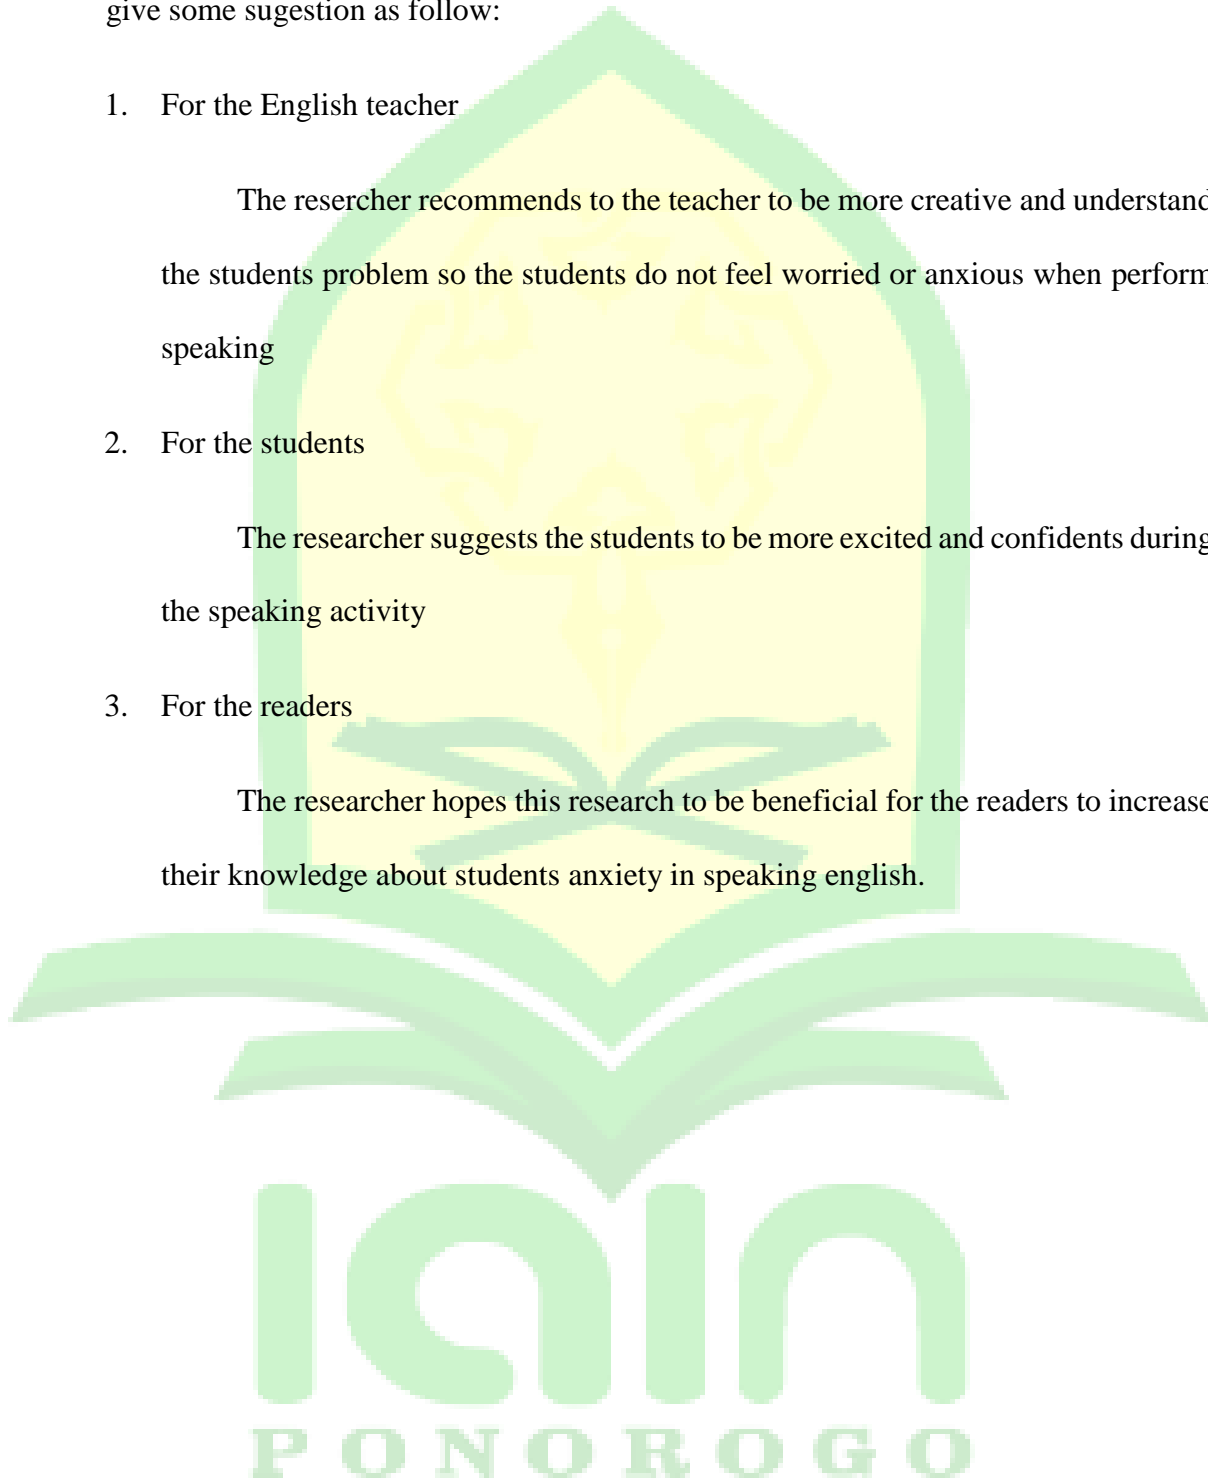 give some sugestion as follow:
1. For the English teacher
The resercher recommends to the teacher to be more creative and understand
the students problem so the students do not feel worried or anxious when perform
speaking
2. For the students
The researcher suggests the students to be more excited and confidents during
the speaking activity
3. For the readers
The researcher hopes this research to be beneficial for the readers to increase
their knowledge about students anxiety in speaking english.
iain
PONOROGO